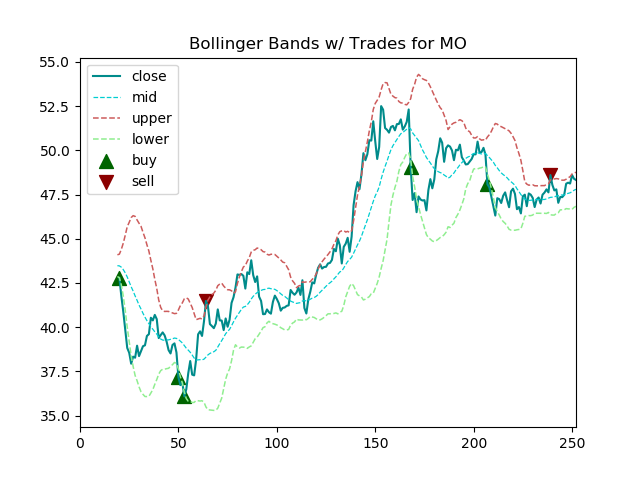 Bollinger Bands w/ Trades for MO
55.0
52.5
50.0
47.5
45.0
42.5
40.0
37.5
35.0
close
mid
upper
lower
buy
sell
0 50 100 150 200 250